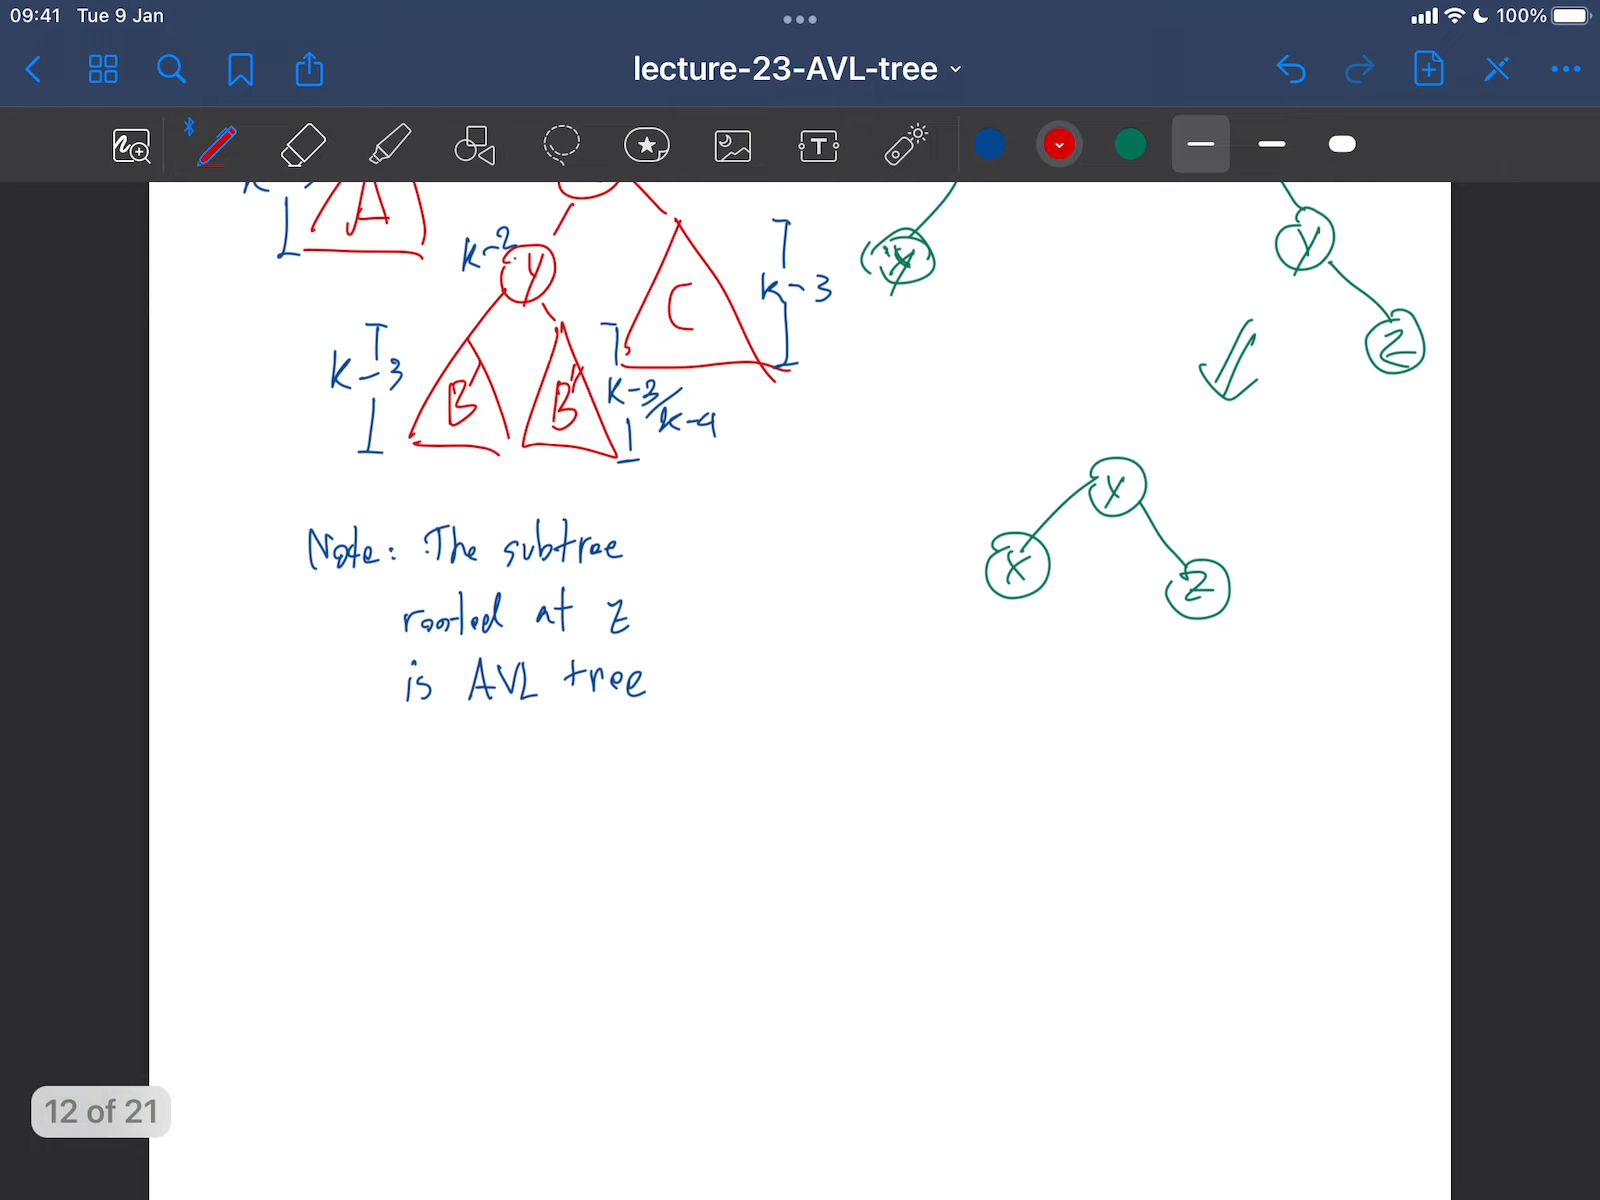 09:41 Tue 9 Jan
100%
lecture-23-AVL-tree
T
A
k-2
y
C
k-3
k-3
B'
B"
k-3/k-4
y
z
y
x
z
Note: The subtree
rooted at z
is AVL tree
12 of 21